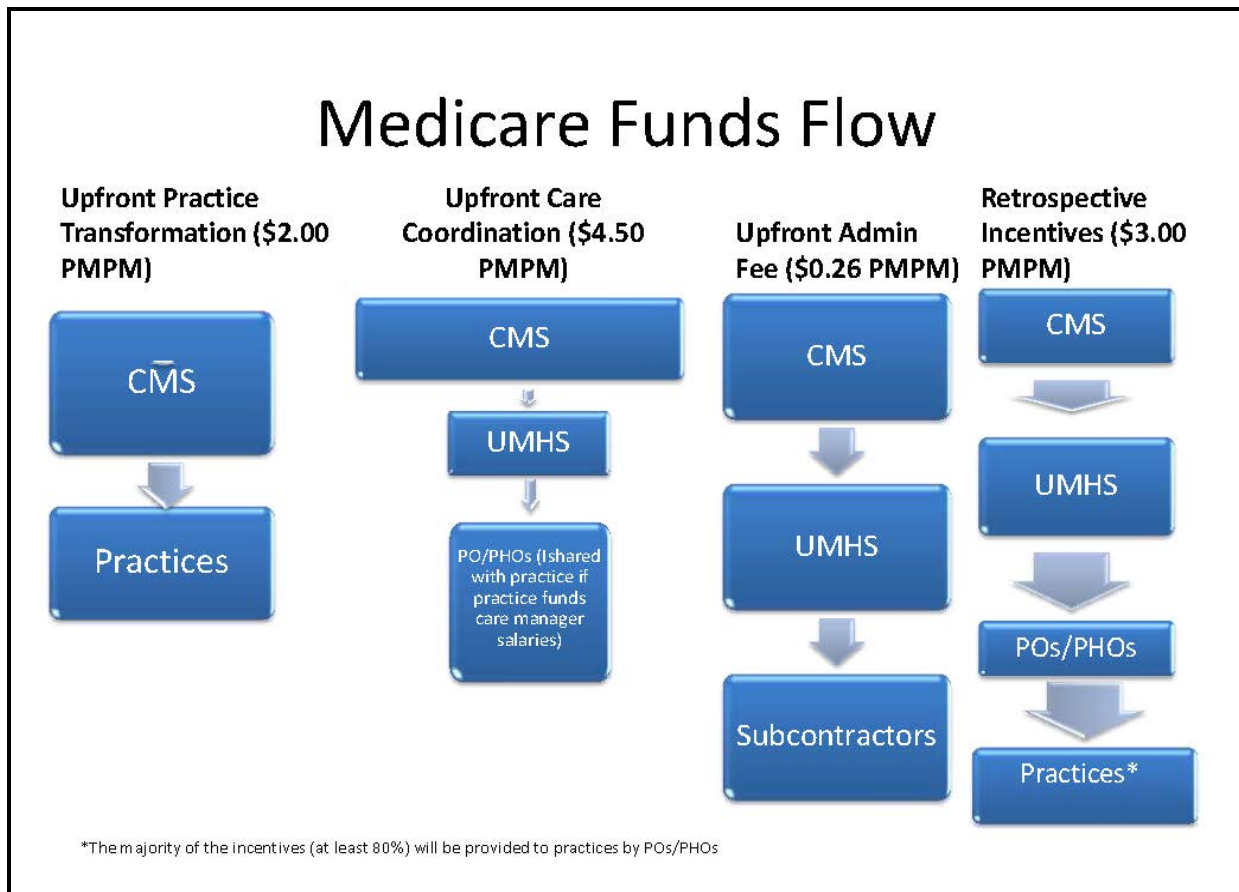 Medicare Funds Flow
Upfront Practice
Transformation ($2.00
PMPM)
CMS
Practices
Upfront Care
Coordination ($4.50
PMPM)
CMS
UMHS
PO/PHOs (Ishared
with practice if
practice funds
care manager
salaries)
Upfront Admin
Fee ($0.26 PMPM)
CMS
UMHS
Subcontractors
Retrospective
Incentives ($3.00
PMPM)
CMS
UMHS
POs/PHOs
Practices*
*The majority of the incentives (at least 80%) will be provided to practices by POs/PHOs